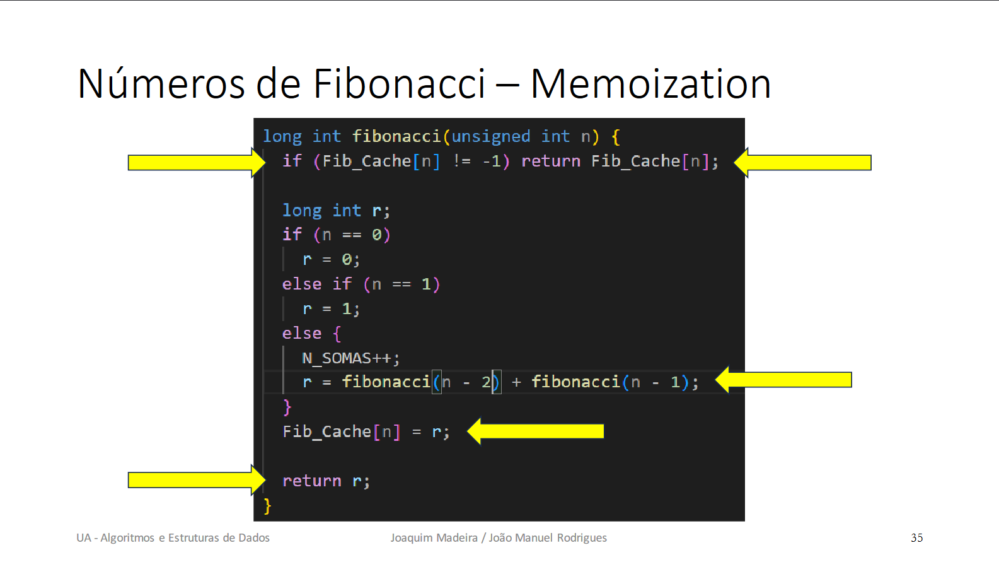 Números de Fibonacci – Memoization
long int fibonacci(unsigned int n) {
if (Fib_Cache[n] != -1) return Fib_Cache[n];
long int r;
if (n == 0)
r = 0;
else if (n == 1)
r = 1;
else {
N_SOMAS++;
r = fibonacci(n - 2) + fibonacci(n - 1);
}
Fib_Cache[n] = r;
return r;
}
UA - Algoritmos e Estruturas de Dados
Joaquim Madeira / João Manuel Rodrigues
35